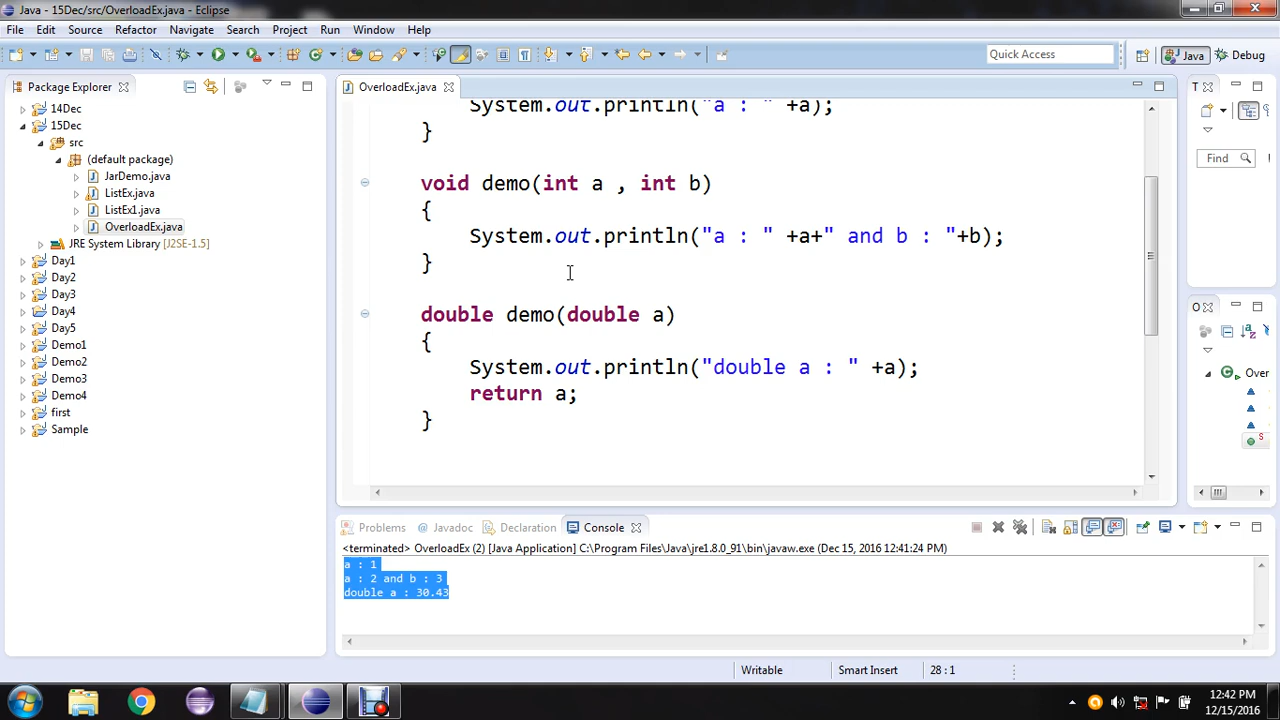 Java - 15Dec/src/OverloadEx.java - Eclipse
File Edit Source Refactor Navigate Search Project Run Window Help
Quick Access Java Debug
Package Explorer
14Dec
15Dec
src
(default package)
JarDemo.java
ListEx.java
ListEx1.java
OverloadEx.java
JRE System Library [J2SE-1.5]
Day1
Day2
Day3
Day4
Day5
Demo1
Demo2
Demo3
Demo4
first
Sample
OverloadEx.java
System.out.println("a : " +a);
}
void demo(int a , int b)
{
System.out.println("a : " +a+" and b : "+b);
}
double demo(double a)
{
System.out.println("double a : " +a);
return a;
}
T
Find
O
Over
S
Problems Javadoc Declaration Console
<terminated> OverloadEx (2) [Java Application] C:\Program Files\Java\jre1.8.0_91\bin\javaw.exe (Dec 15, 2016 12:41:24 PM)
a : 1
a : 2 and b : 3
double a : 30.43
Writable Smart Insert 28 : 1
12:42 PM
12/15/2016